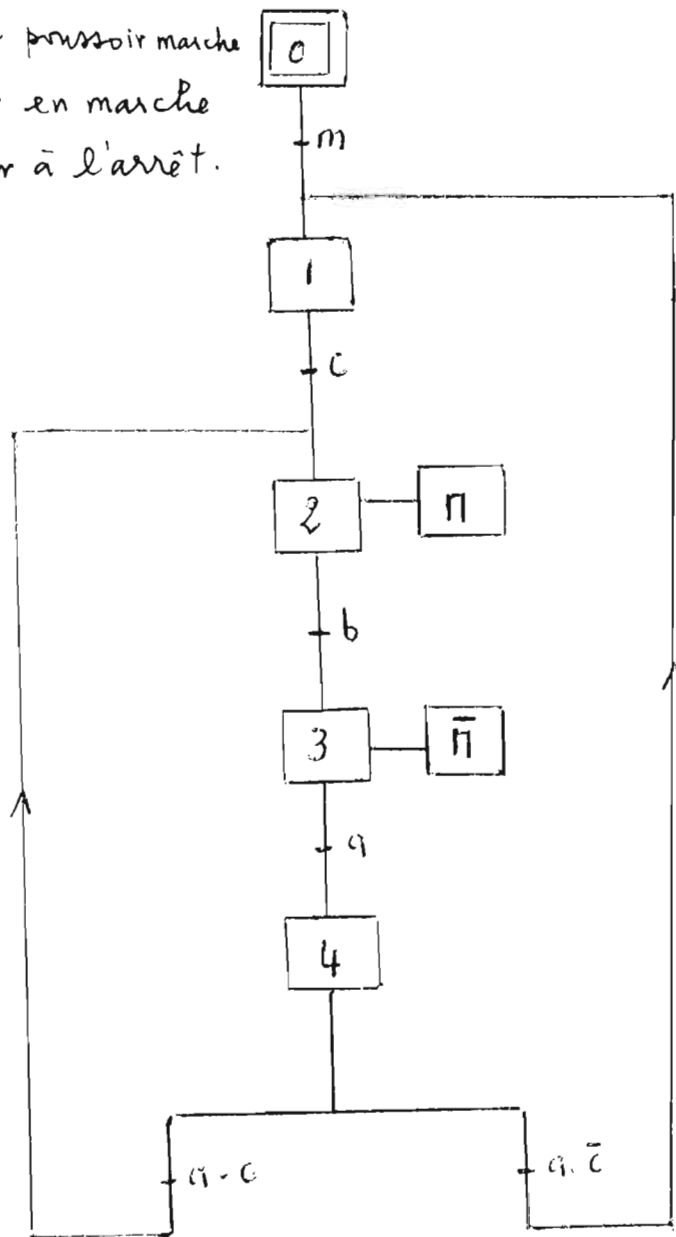 poussoir marche
en marche
à l'arrêt.
0
m
1
c
2
M
b
3
M̄
a
4
a . c
a . c̄